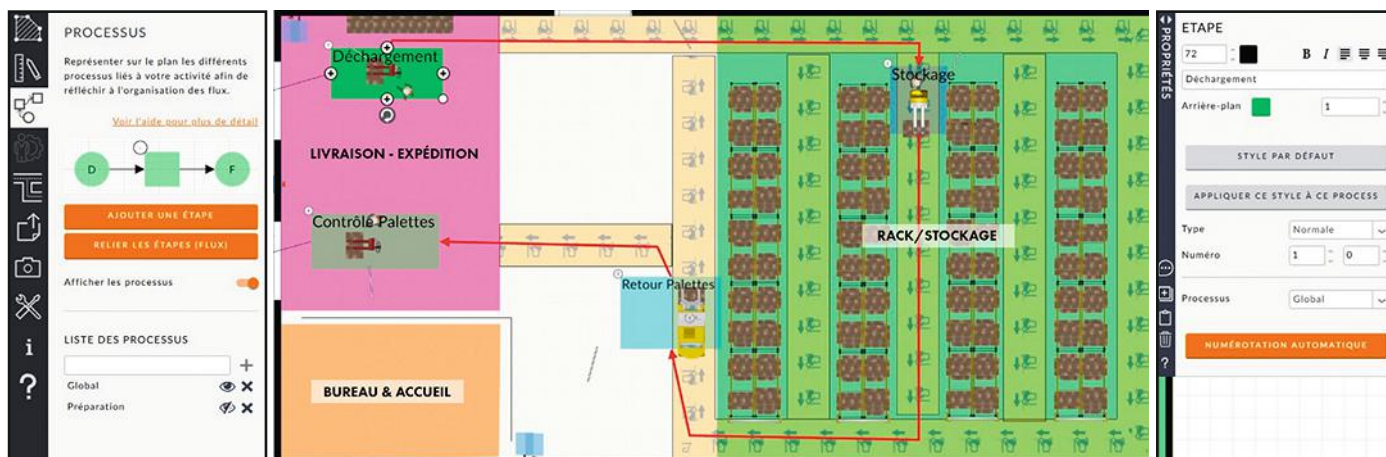 PROCESSUS
Représenter sur le plan les différents
processus liés à votre activité afin de
réfléchir à l'organisation des flux.
Voir l'aide pour plus de détail
D
F
AJOUTER UNE ÉTAPE
RELIER LES ÉTAPES (FLUX)
Afficher les processus
LISTE DES PROCESSUS
Global
Préparation
i
?
Déchargement
LIVRAISON - EXPÉDITION
Contrôle Palettes
BUREAU & ACCUEIL
Retour Palettes
Stockage
RACK/STOCKAGE
PROPRIÉTÉS
?
ETAPE
72
B I
Déchargement
Arrière-plan
1
STYLE PAR DÉFAUT
APPLIQUER CE STYLE À CE PROCESS
Type Normale
Numéro 1 0
Processus Global
NUMÉROTATION AUTOMATIQUE